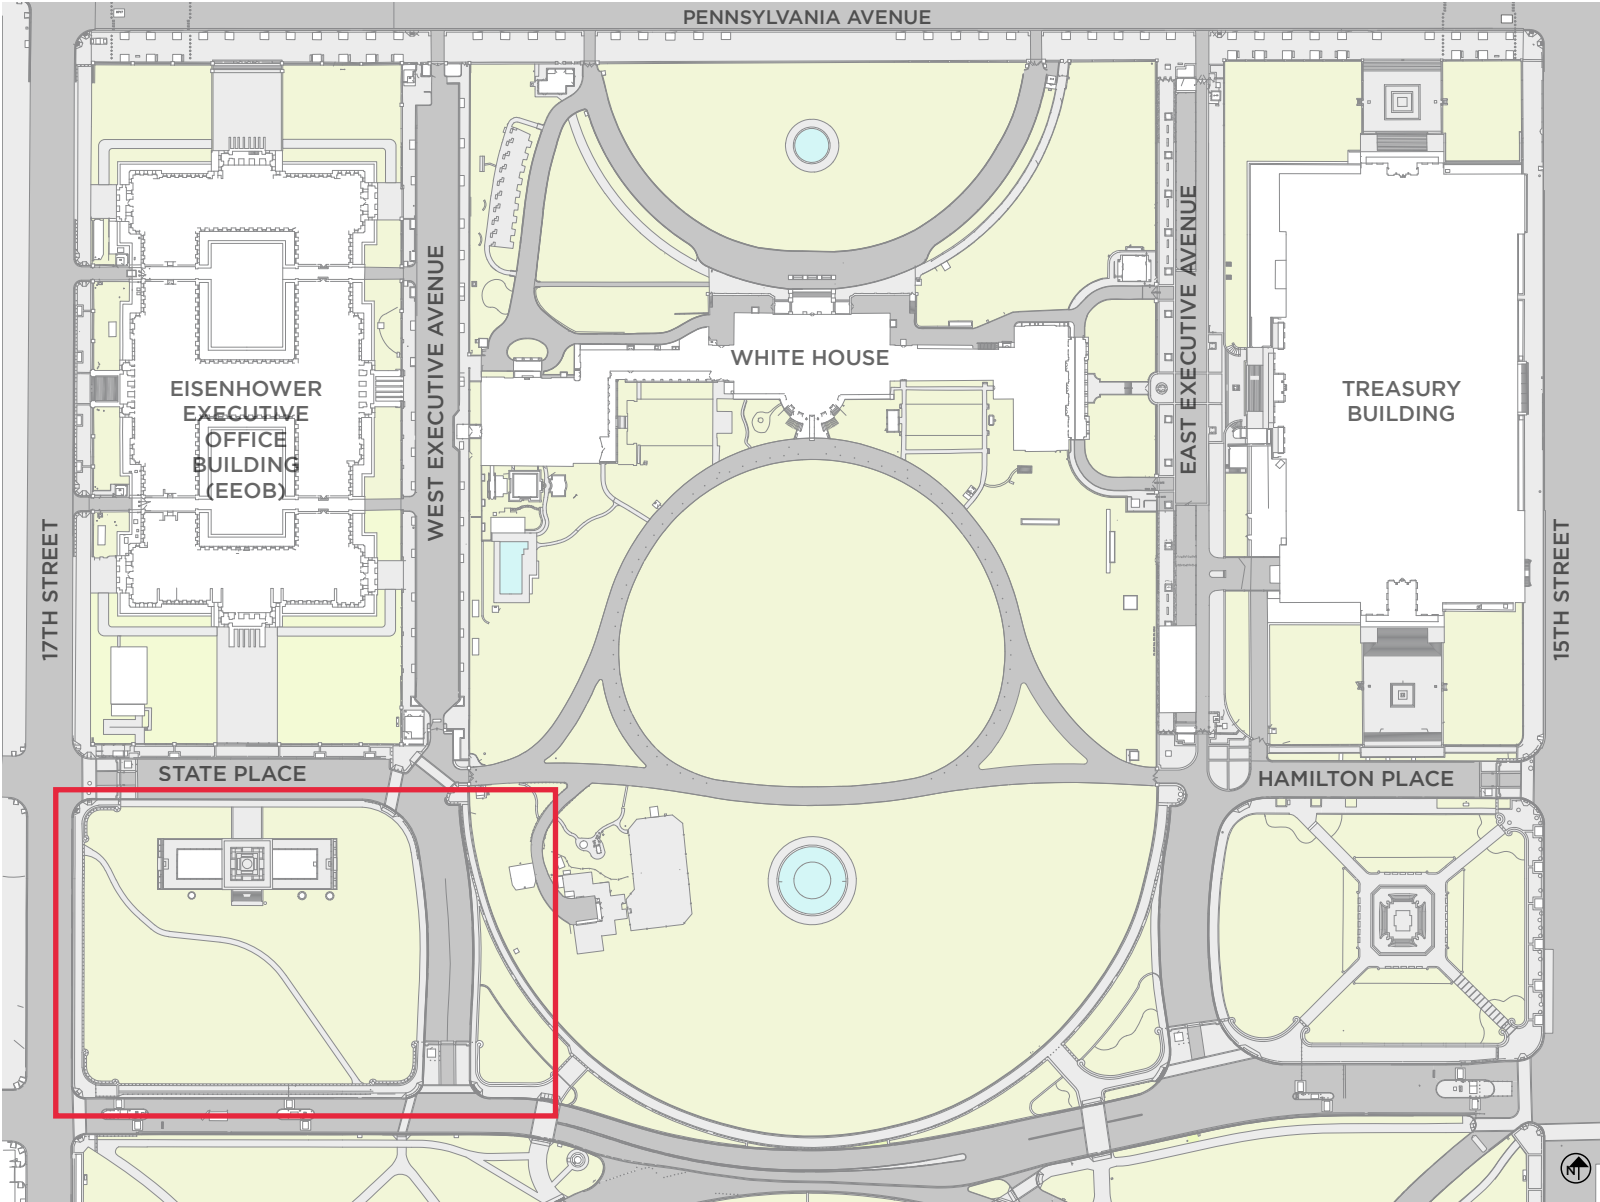 PENNSYLVANIA AVENUE
EISENHOWER
EXECUTIVE
OFFICE
BUILDING
(EEOB)
WEST EXECUTIVE AVENUE
WHITE HOUSE
EAST EXECUTIVE AVENUE
TREASURY
BUILDING
17TH STREET
15TH STREET
STATE PLACE
HAMILTON PLACE
N